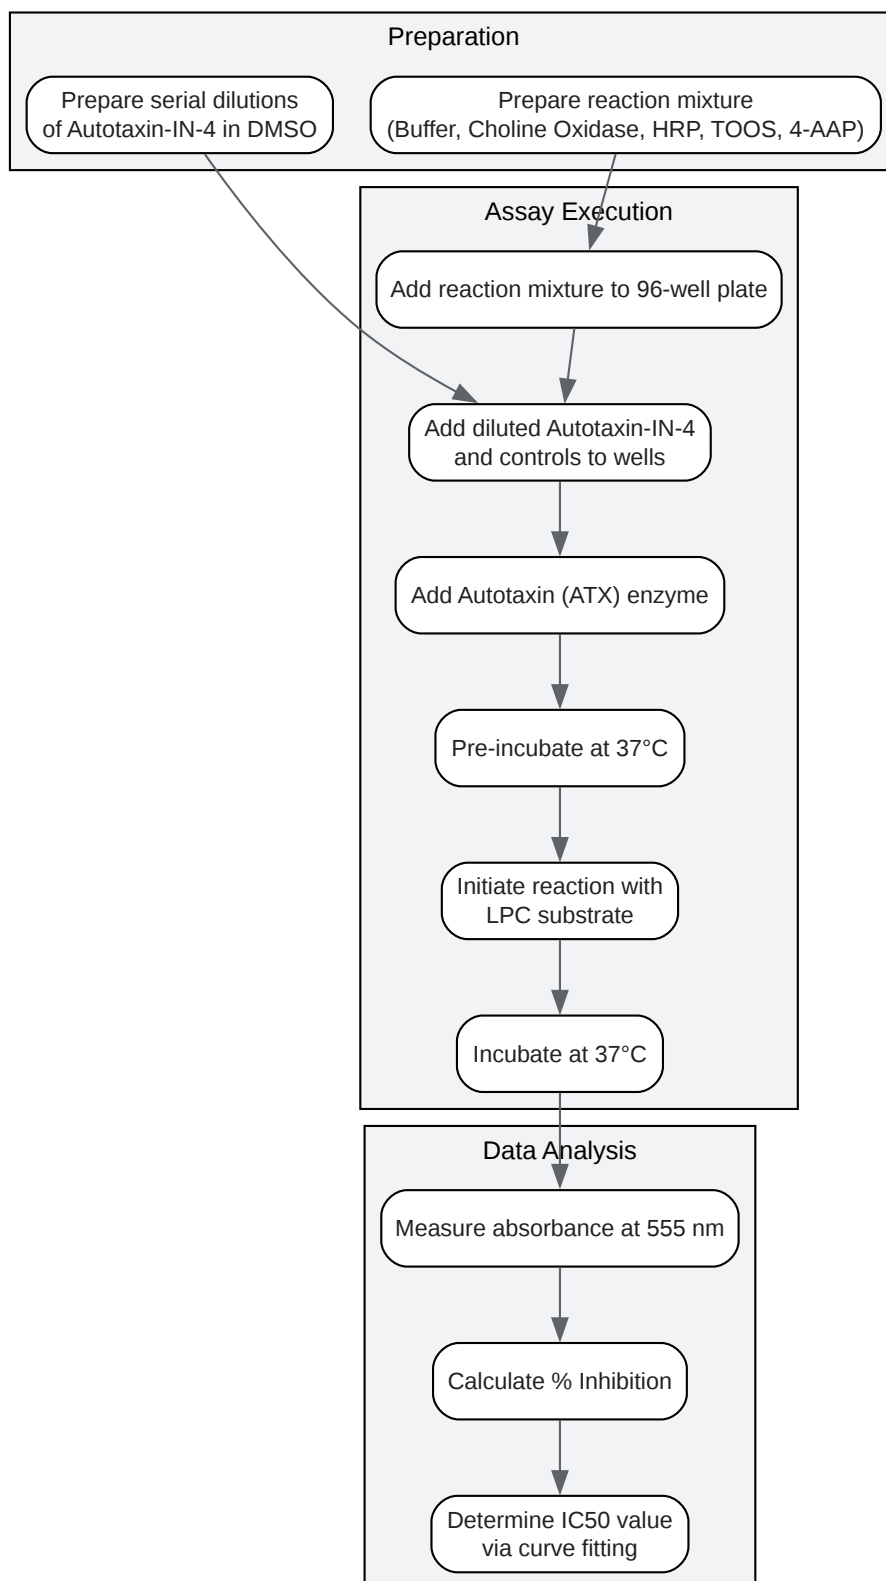 Preparation
Prepare serial dilutions
of Autotaxin-IN-4 in DMSO
Prepare reaction mixture
(Buffer, Choline Oxidase, HRP, TOOS, 4-AAP)
Assay Execution
Add reaction mixture to 96-well plate
Add diluted Autotaxin-IN-4
and controls to wells
Add Autotaxin (ATX) enzyme
Pre-incubate at 37°C
Initiate reaction with
LPC substrate
Incubate at 37°C
Data Analysis
Measure absorbance at 555 nm
Calculate % Inhibition
Determine IC50 value
via curve fitting